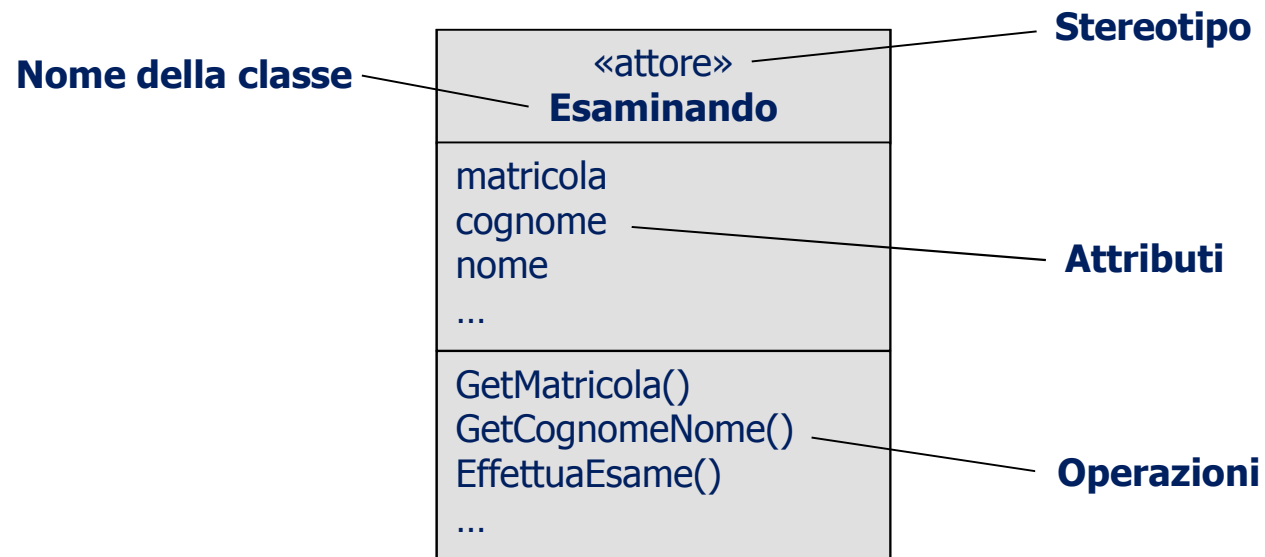 Stereotipo
«attore»
Nome della classe
Esaminando
matricola
cognome
nome
...
Attributi
GetMatricola()
GetCognomeNome()
EffettuaEsame()
...
Operazioni